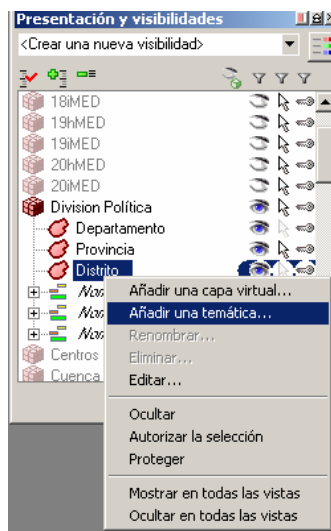 Presentación y visibilidades
<Crear una nueva visibilidad>
18iMED
19hMED
19iMED
20hMED
20iMED
Division Política
Departamento
Provincia
Distrito
Añadir una capa virtual...
Añadir una temática...
Renombrar...
Eliminar...
Editar...
Centros
Cuenca
Ocultar
Autorizar la selección
Proteger
Mostrar en todas las vistas
Ocultar en todas las vistas